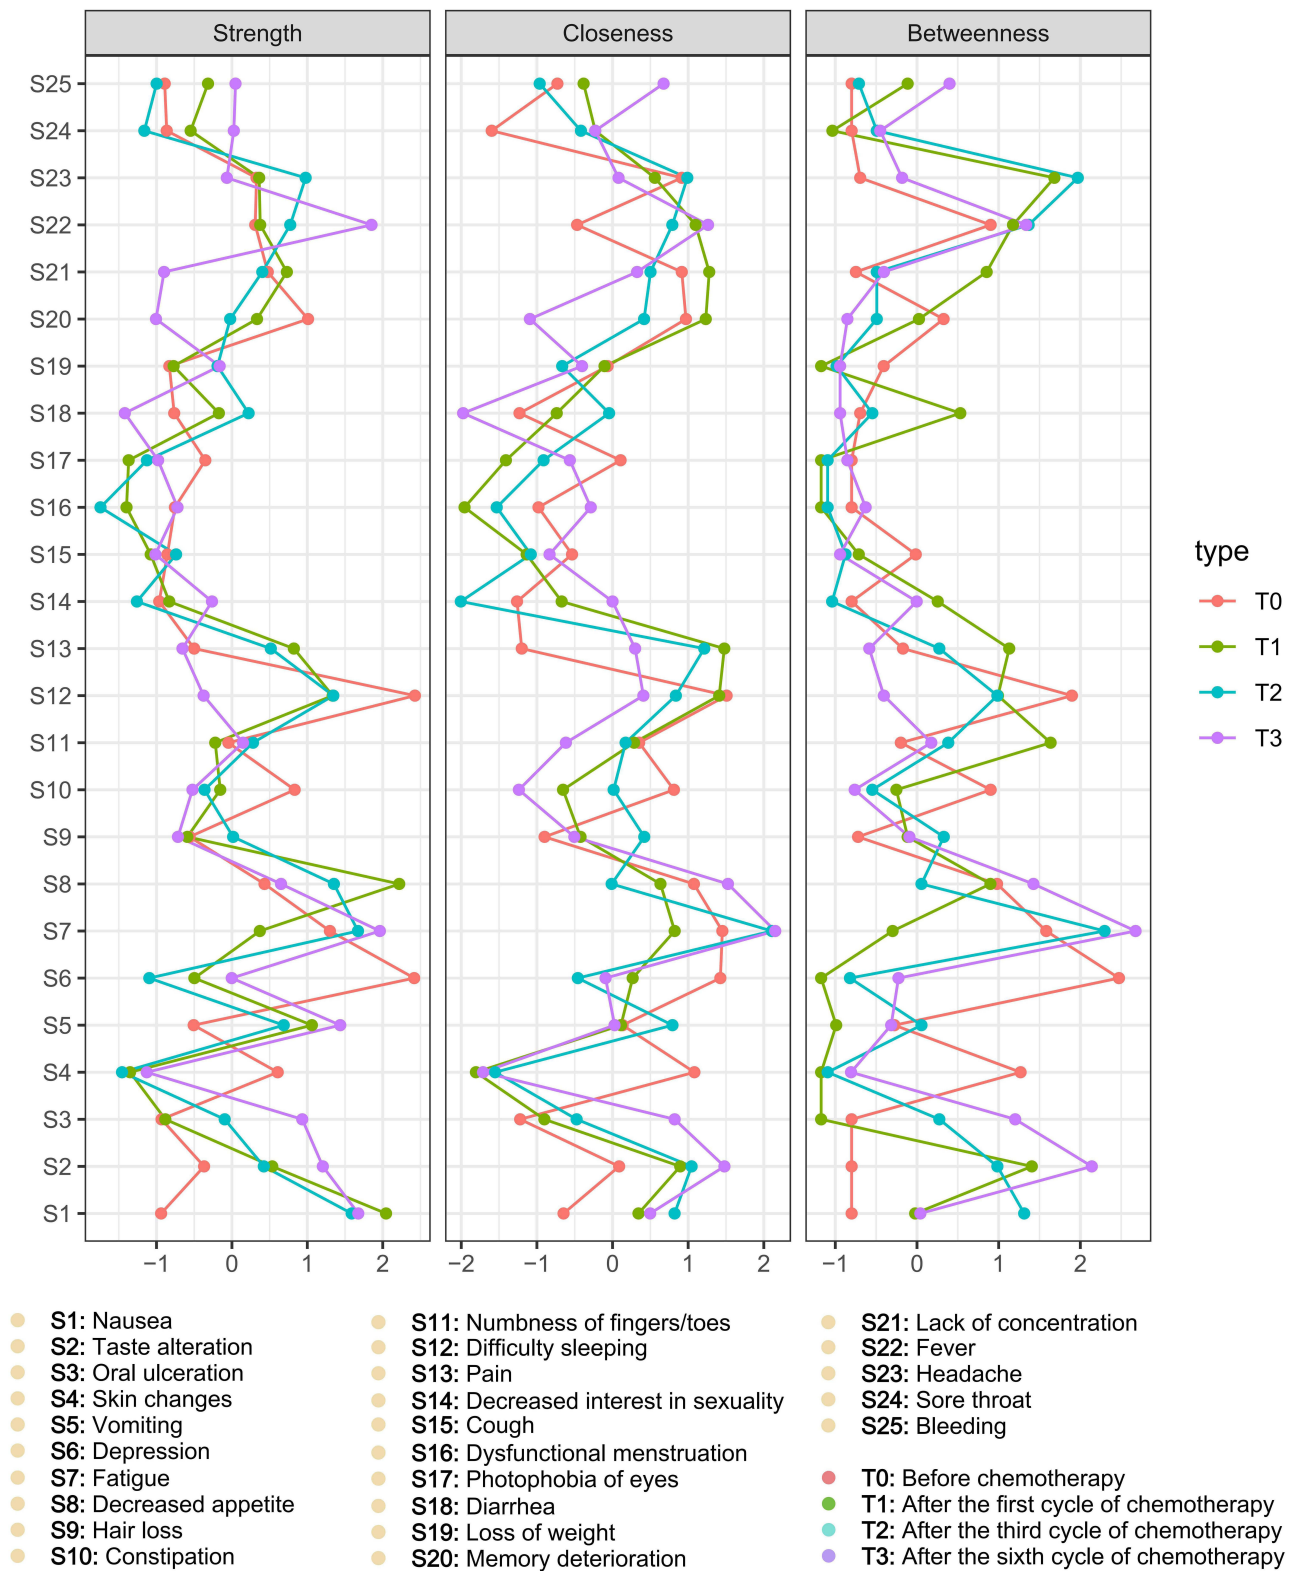 Strength Closeness Betweenness
S25
S24
S23
S22
S21
S20
S19
S18
S17
S16
S15
S14
S13
S12
S11
S10
S9
S8
S7
S6
S5
S4
S3
S2
S1
−1 0 1 2 −2 −1 0 1 2 −1 0 1 2
type
T0
T1
T2
T3
S1: Nausea
S2: Taste alteration
S3: Oral ulceration
S4: Skin changes
S5: Vomiting
S6: Depression
S7: Fatigue
S8: Decreased appetite
S9: Hair loss
S10: Constipation
S11: Numbness of fingers/toes
S12: Difficulty sleeping
S13: Pain
S14: Decreased interest in sexuality
S15: Cough
S16: Dysfunctional menstruation
S17: Photophobia of eyes
S18: Diarrhea
S19: Loss of weight
S20: Memory deterioration
S21: Lack of concentration
S22: Fever
S23: Headache
S24: Sore throat
S25: Bleeding
T0: Before chemotherapy
T1: After the first cycle of chemotherapy
T2: After the third cycle of chemotherapy
T3: After the sixth cycle of chemotherapy